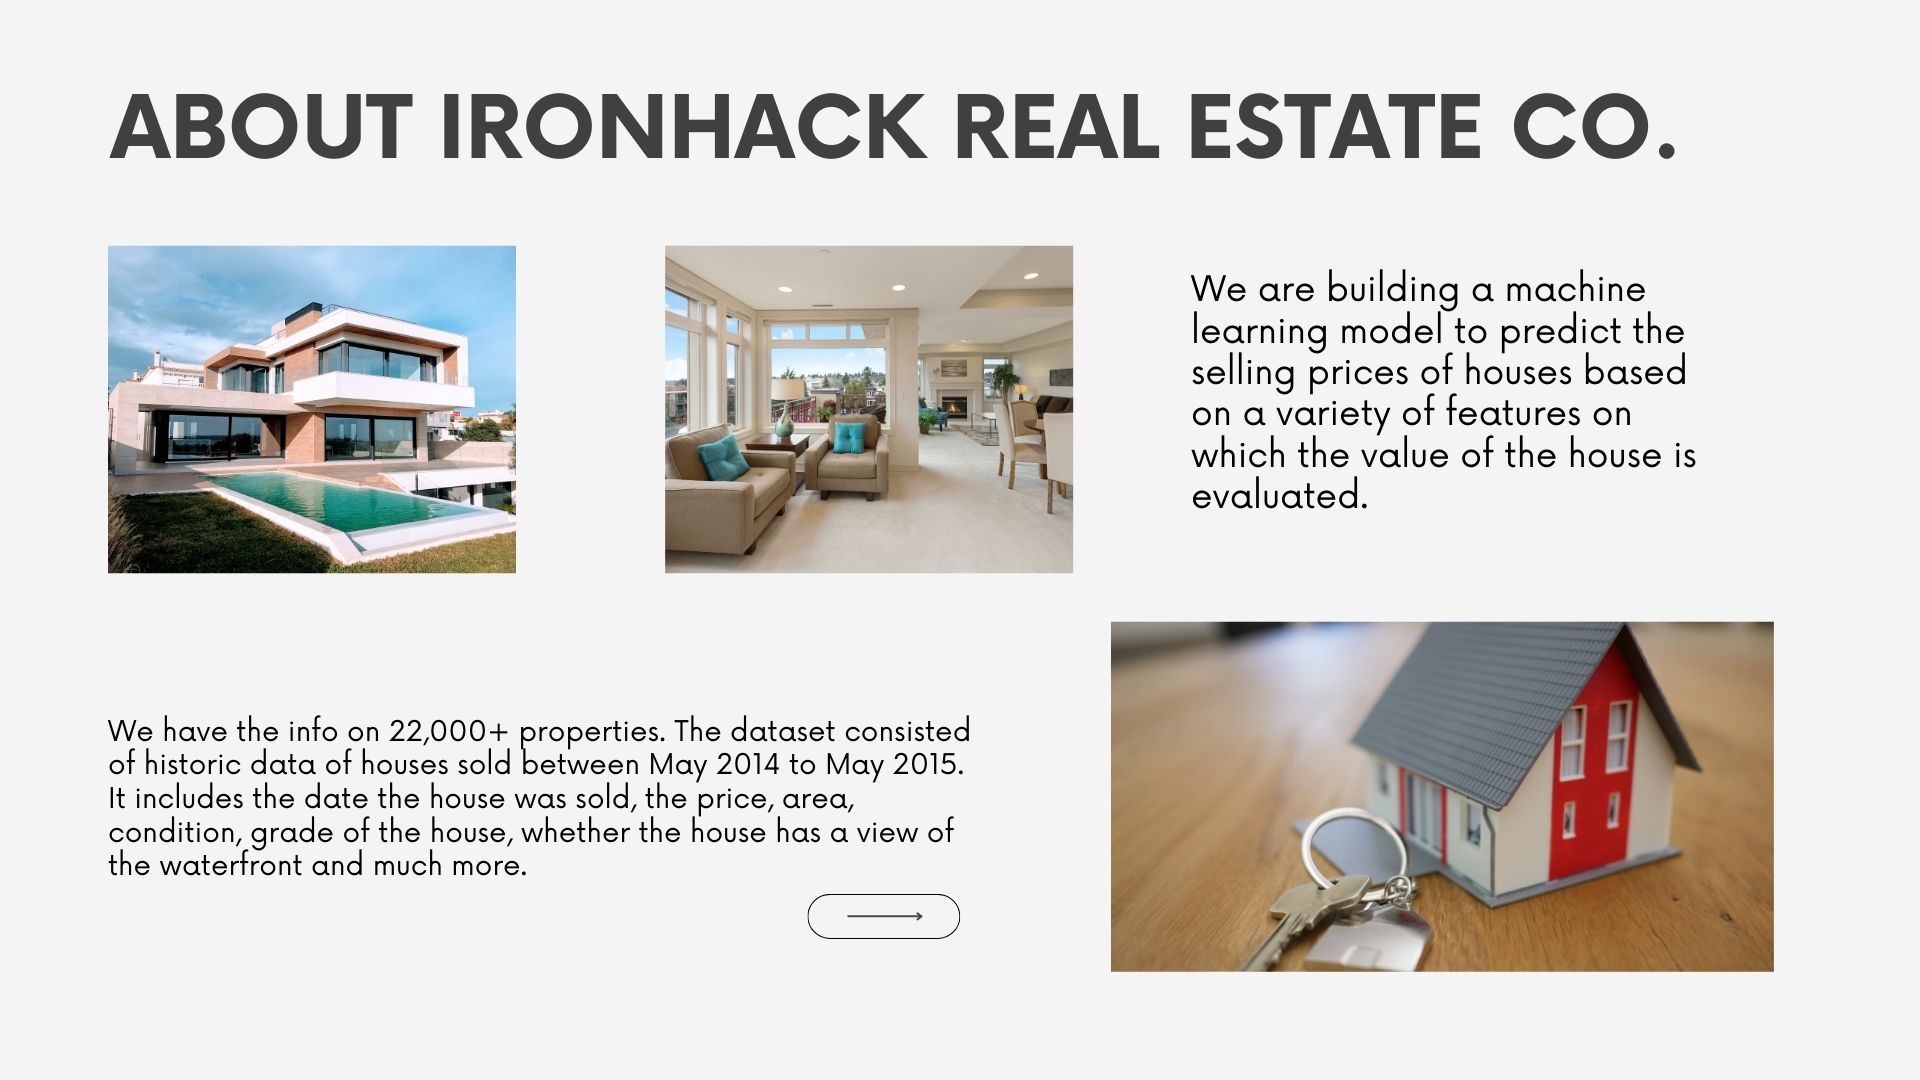 ABOUT IRONHACK REAL ESTATE CO.
We are building a machine
learning model to predict the
selling prices of houses based
on a variety of features on
which the value of the house is
evaluated.
We have the info on 22,000+ properties. The dataset consisted
of historic data of houses sold between May 2014 to May 2015.
It includes the date the house was sold, the price, area,
condition, grade of the house, whether the house has a view of
the waterfront and much more.